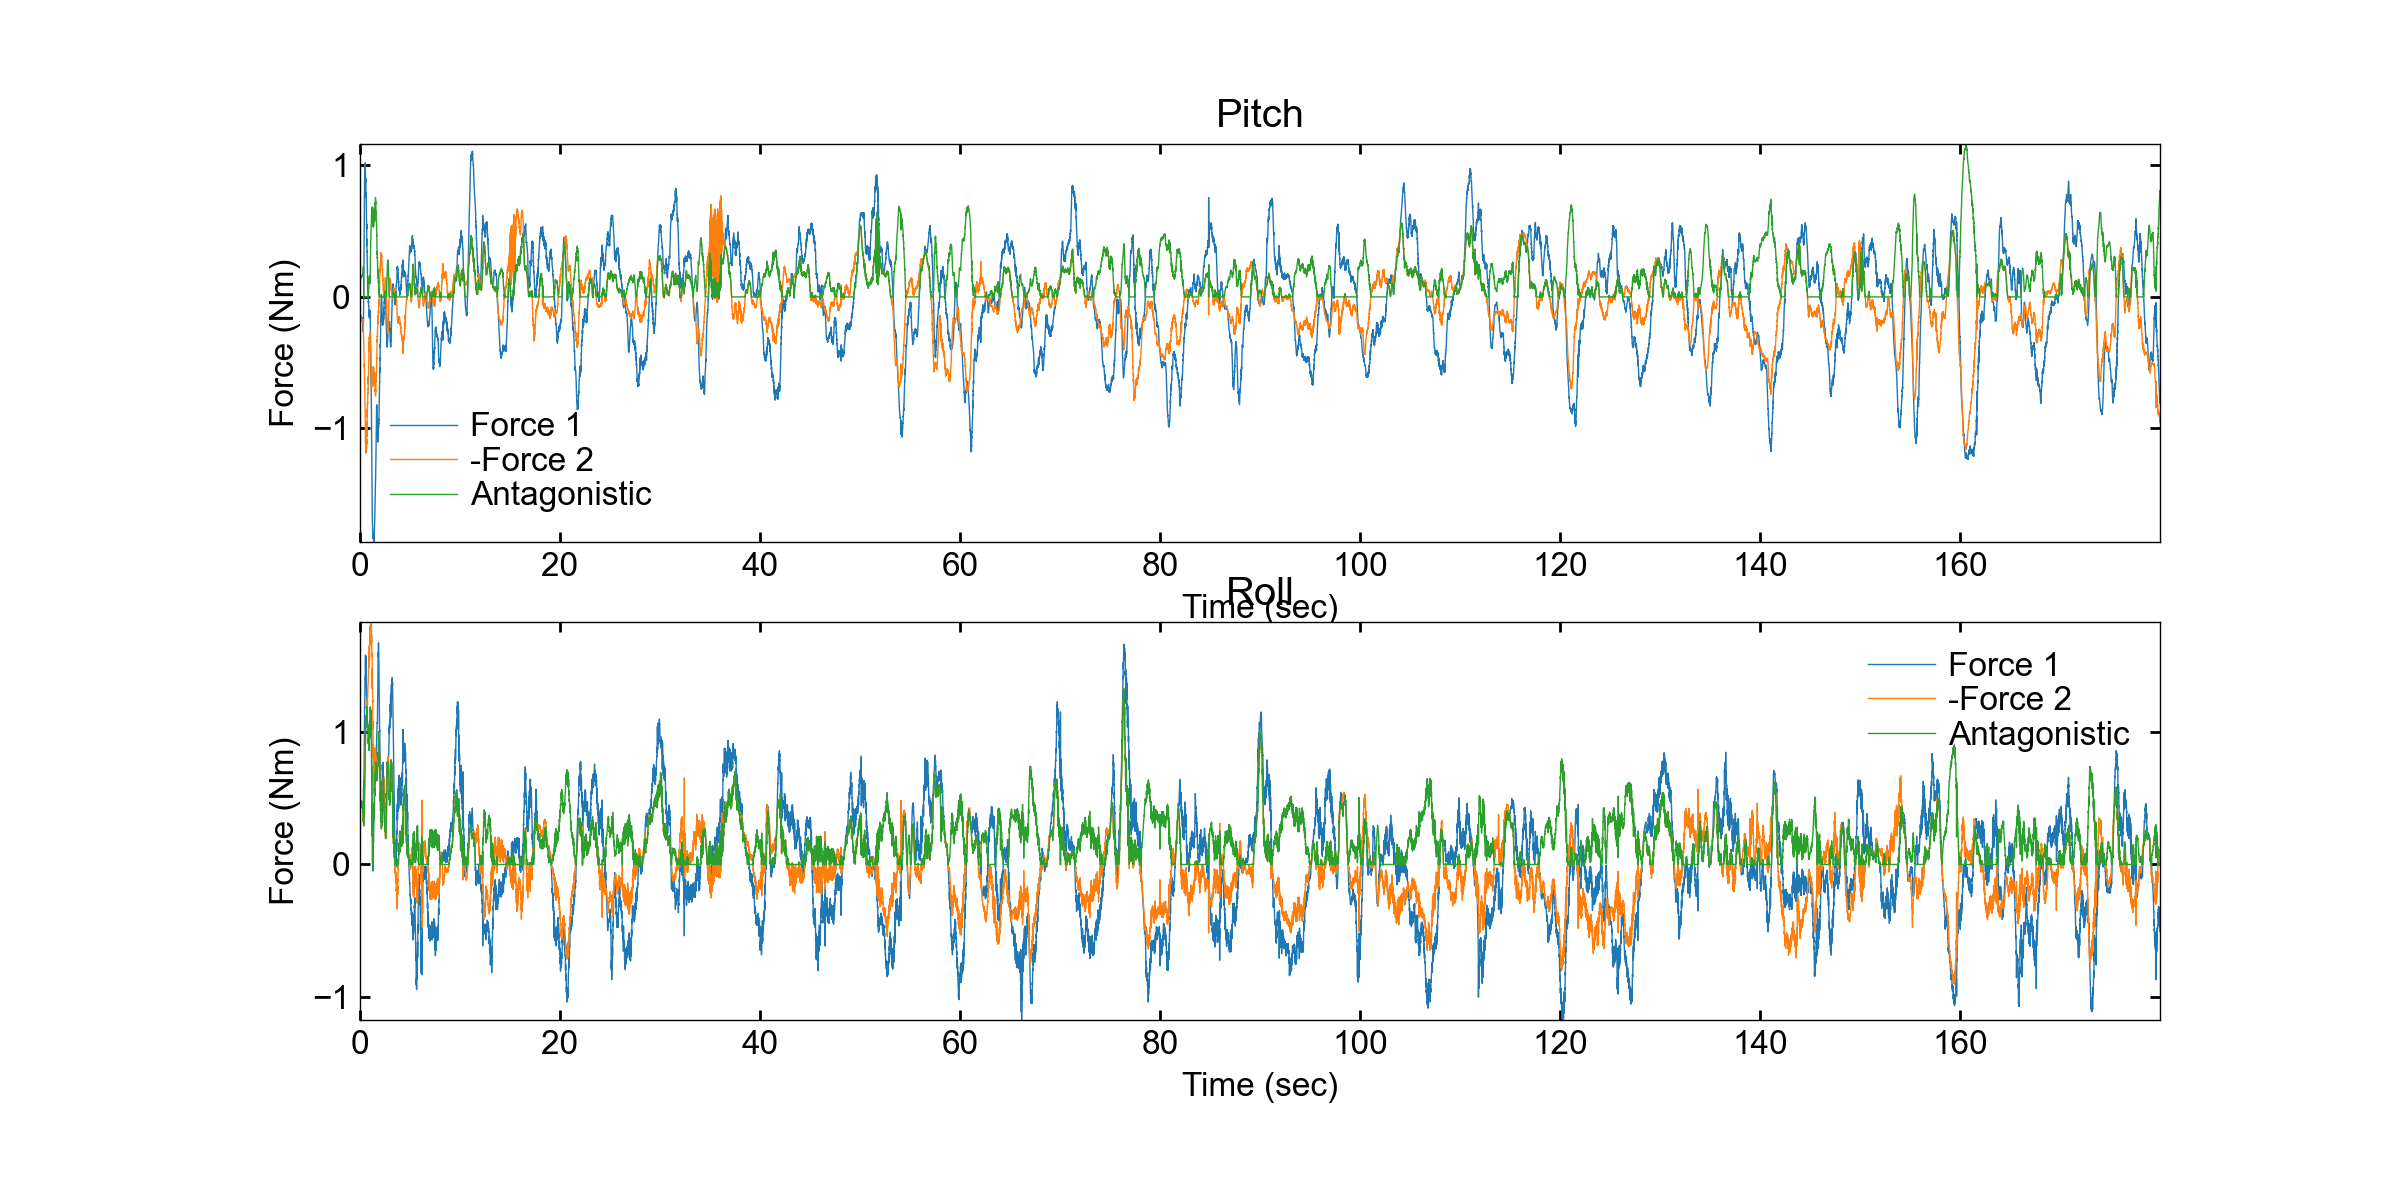 Pitch
Force (Nm)
1
0
−1
Force 1
-Force 2
Antagonistic
0 20 40 60 80 100 120 140 160
Time (sec)
Roll
Force (Nm)
1
0
−1
Force 1
-Force 2
Antagonistic
0 20 40 60 80 100 120 140 160
Time (sec)